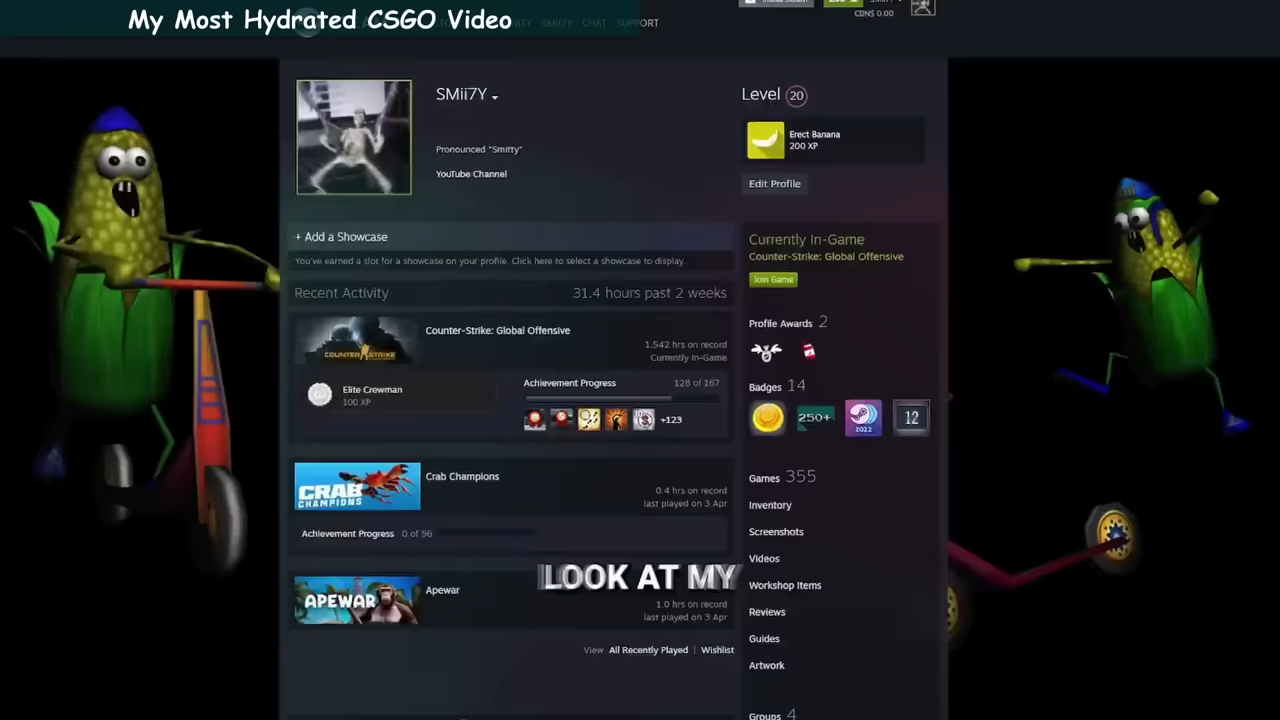 My Most Hydrated CSGO Video
SMII7Y CHAT SUPPORT
CDN$ 0.00
SMii7Y
Pronounced "Smitty"
YouTube Channel
Level 20
Erect Banana
200 XP
Edit Profile
+ Add a Showcase
You've earned a slot for a showcase on your profile. Click here to select a showcase to display.
Recent Activity
31.4 hours past 2 weeks
COUNTER STRIKE
Counter-Strike: Global Offensive
1,542 hrs on record
Currently In-Game
Elite Crewman
100 XP
Achievement Progress 128 of 167
+123
CRAB CHAMPIONS
Crab Champions
0.4 hrs on record
last played on 3 Apr
Achievement Progress 0 of 56
APEWAR
Apewar
1.0 hrs on record
last played on 3 Apr
LOOK AT MY
View All Recently Played | Wishlist
Currently In-Game
Counter-Strike: Global Offensive
Join Game
Profile Awards 2
Badges 14
250+
2022
12
Games 355
Inventory
Screenshots
Videos
Workshop Items
Reviews
Guides
Artwork
Groups 4